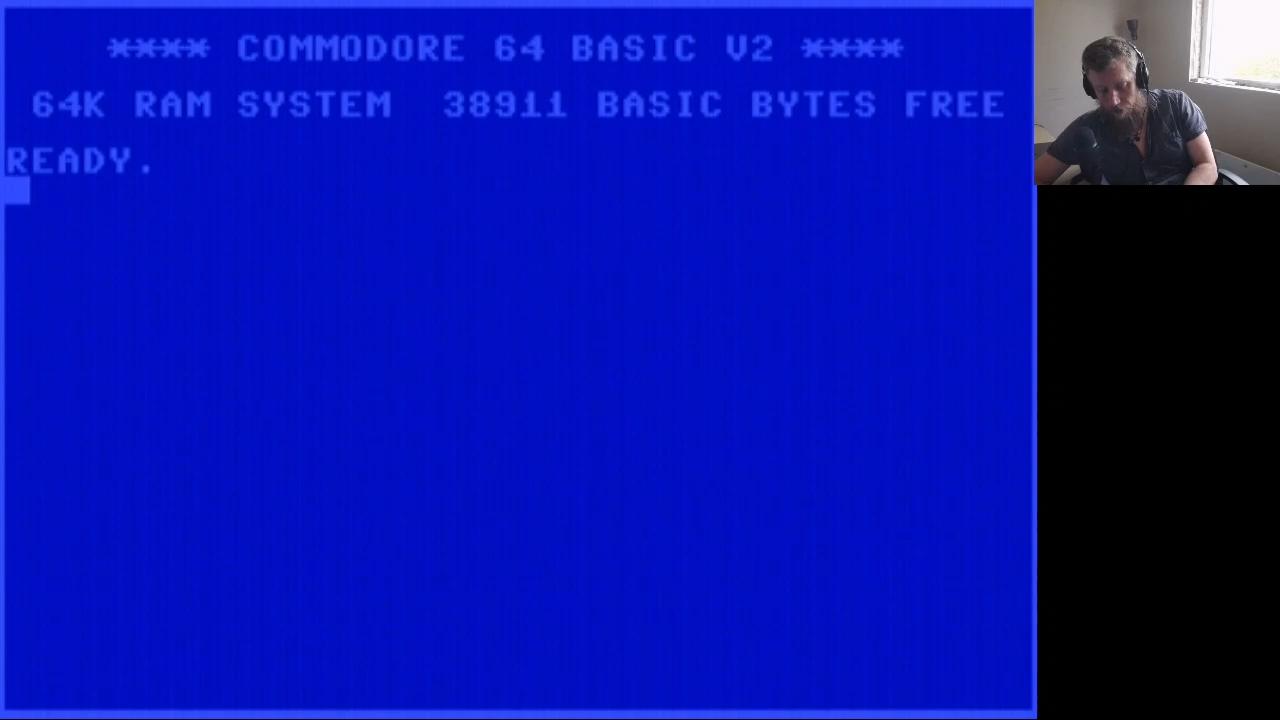 **** COMMODORE 64 BASIC V2 ****
64K RAM SYSTEM  38911 BASIC BYTES FREE
READY.